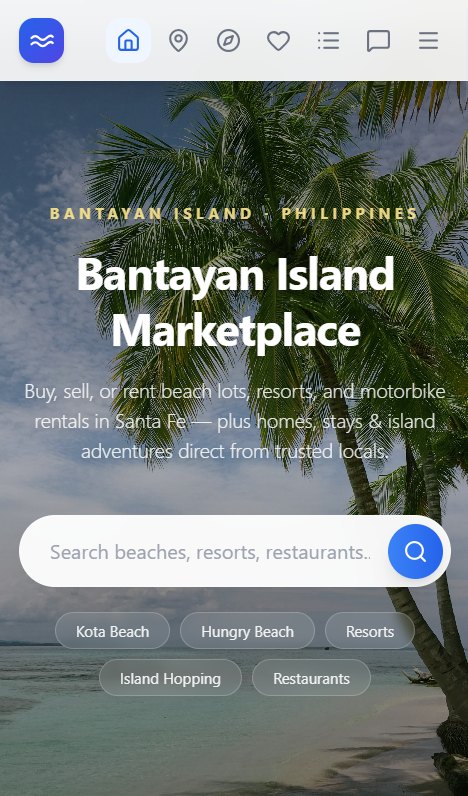 BANTAYAN ISLAND · PHILIPPINES
Bantayan Island
Marketplace
Buy, sell, or rent beach lots, resorts, and motorbike
rentals in Santa Fe — plus homes, stays & island
adventures direct from trusted locals.
Search beaches, resorts, restaurants..
Kota Beach
Hungry Beach
Resorts
Island Hopping
Restaurants